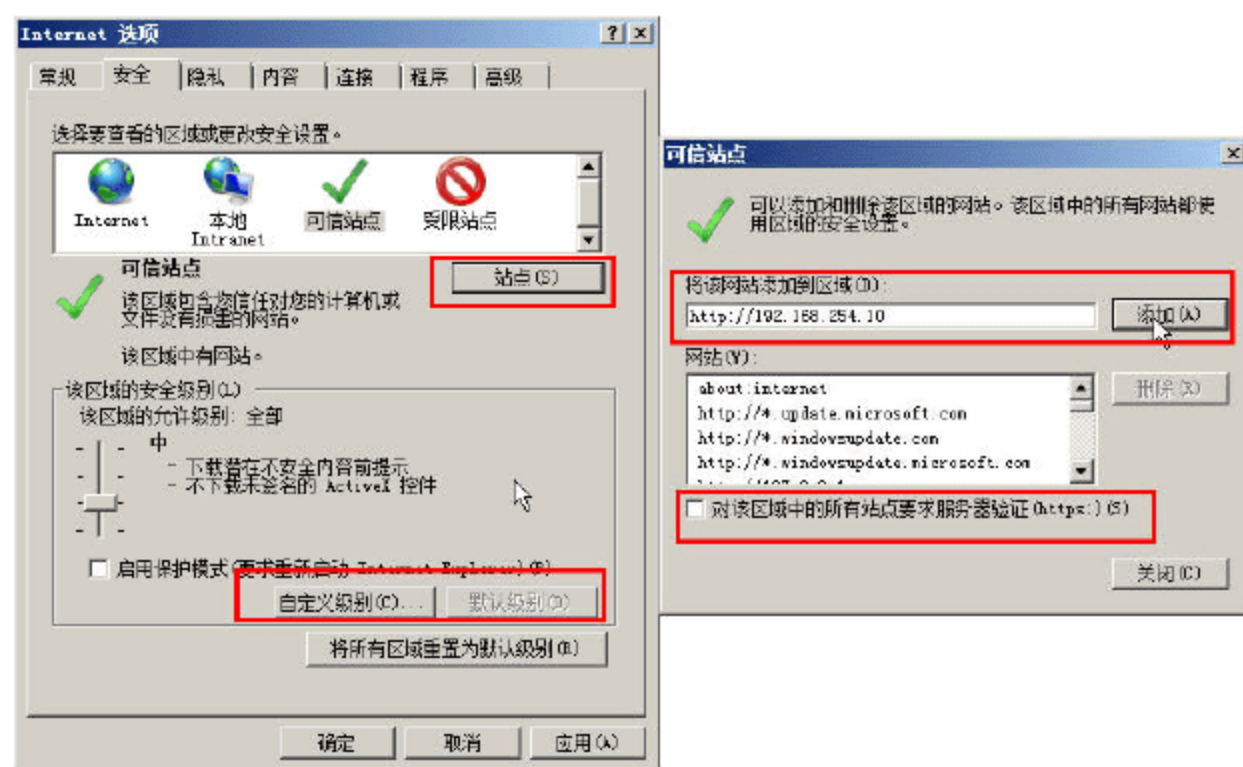 Internet 选项
常规 安全 隐私 内容 连接 程序 高级
选择要查看的区域或更改安全设置。
Internet
本地
Intranet
可信站点
受限站点
可信站点
站点(S)
该区域包含您信任对您的计算机或
文件没有损害的网站。
该区域中有网站。
该区域的安全级别(L)
该区域的允许级别: 全部
中
- 下载潜在不安全内容前提示
- 不下载未签名的 ActiveX 控件
启用保护模式(要求重新启动 Internet Explorer)(P)
自定义级别(C)... 默认级别(D)
将所有区域重置为默认级别(R)
确定 取消 应用(A)
可信站点
可以添加和删除该区域的网站。该区域中的所有网站都使
用区域的安全设置。
将该网站添加到区域(D):
http://192.168.254.10 添加(A)
网站(W):
about:internet
http://*.update.microsoft.com
http://*.windowsupdate.com
http://*.windowsupdate.microsoft.com
删除(R)
对该区域中的所有站点要求服务器验证(https:)(S)
关闭(C)